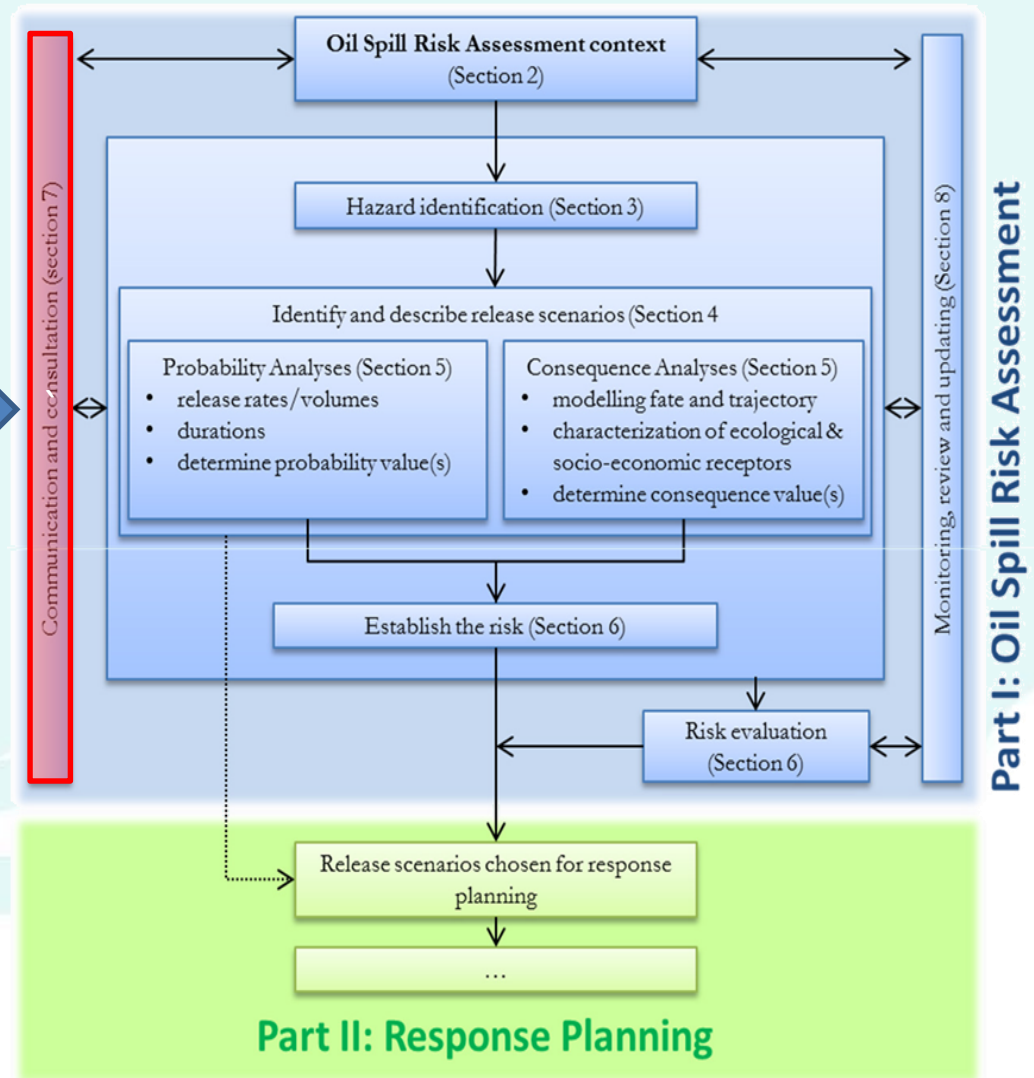 Oil Spill Risk Assessment context
(Section 2)
Communication and consultation (section 7)
Hazard identification (Section 3)
Identify and describe release scenarios (Section 4
Probability Analyses (Section 5)
• release rates/volumes
• durations
• determine probability value(s)
Consequence Analyses (Section 5)
• modelling fate and trajectory
• characterization of ecological &
socio-economic receptors
• determine consequence value(s)
Establish the risk (Section 6)
Risk evaluation
(Section 6)
Monitoring, review and updating (Section 8)
Part I: Oil Spill Risk Assessment
Release scenarios chosen for response
planning
…
Part II: Response Planning